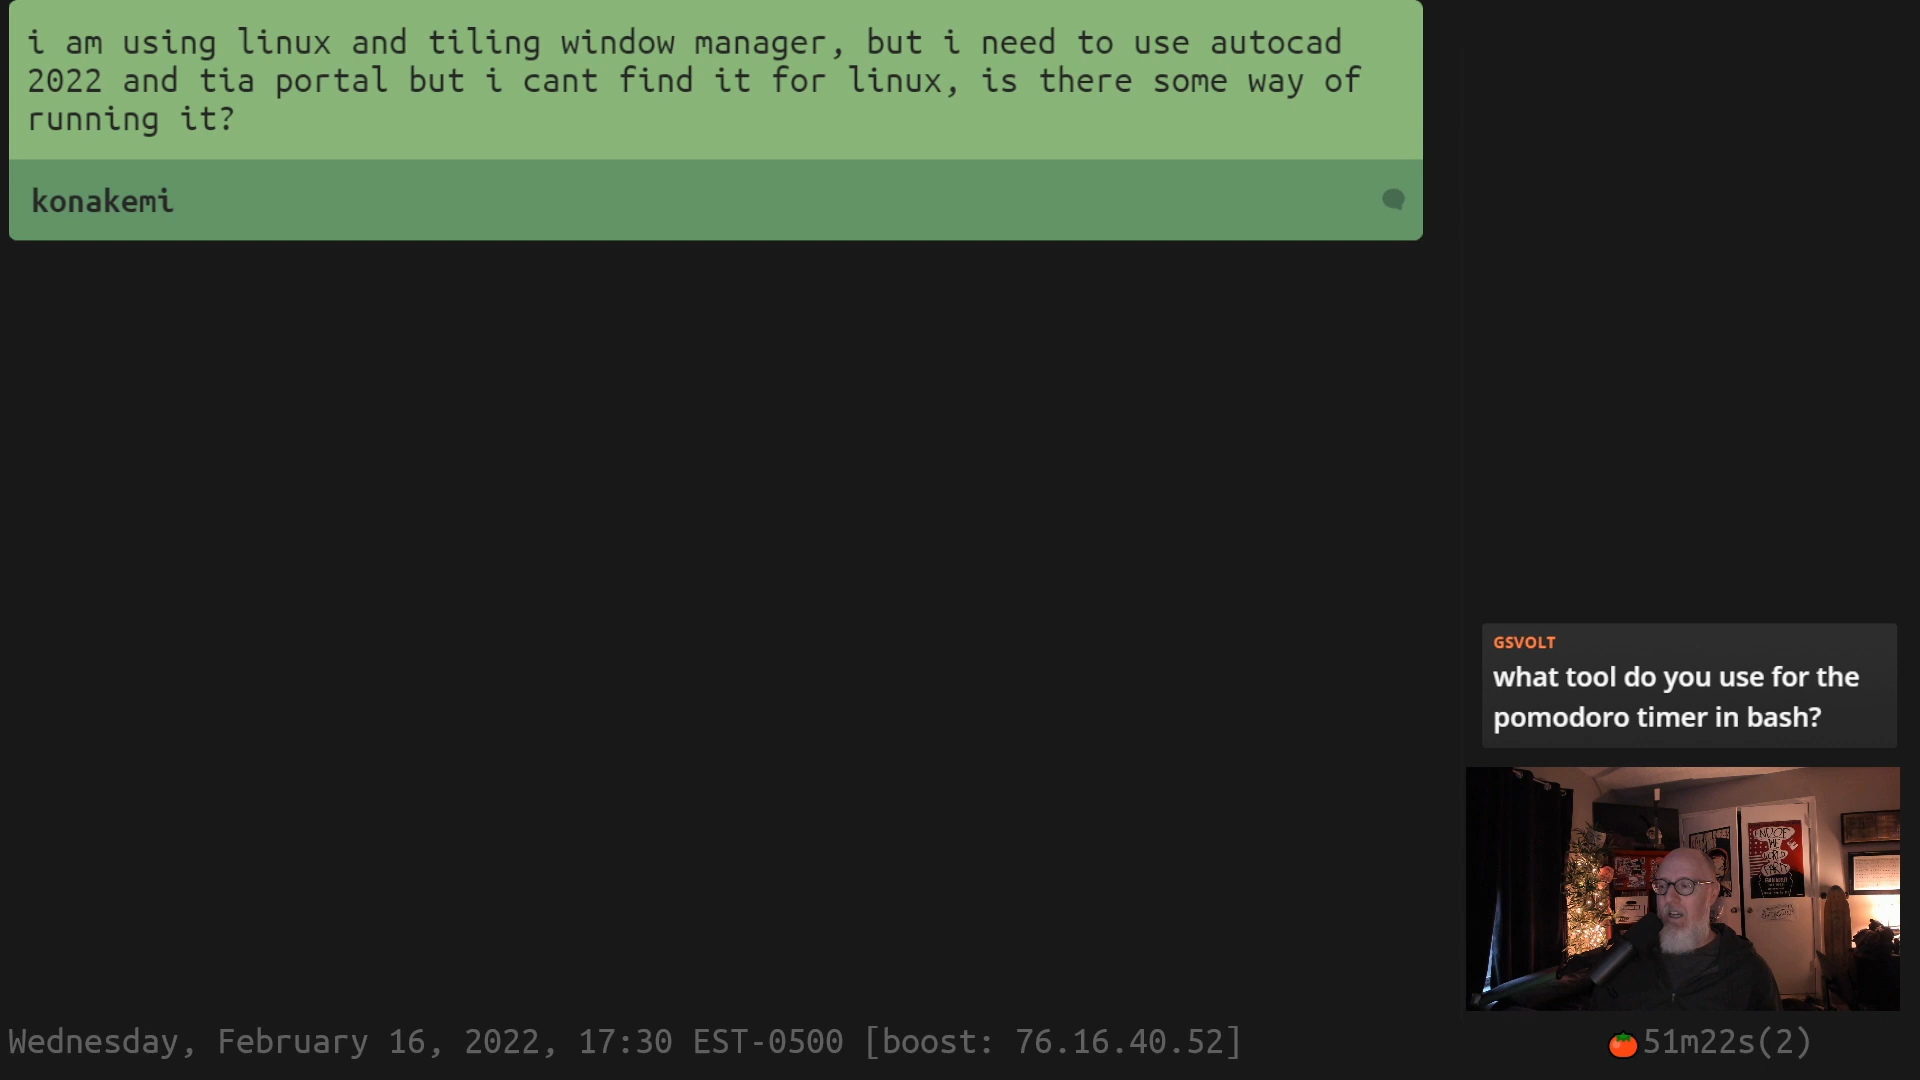 i am using linux and tiling window manager, but i need to use autocad
2022 and tia portal but i cant find it for linux, is there some way of
running it?
konakemi
GSVOLT
what tool do you use for the
pomodoro timer in bash?
Wednesday, February 16, 2022, 17:30 EST-0500 [boost: 76.16.40.52]
51m22s(2)